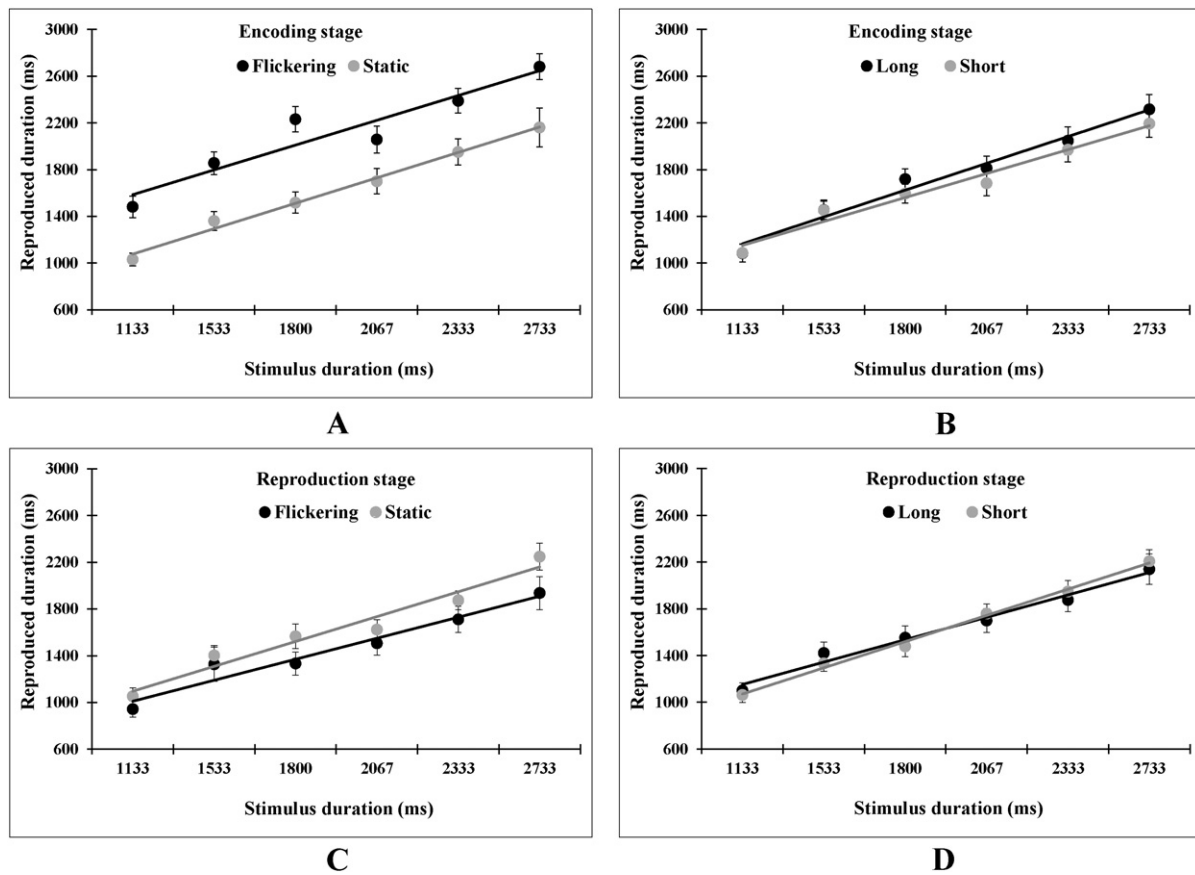 Encoding stage
Flickering Static
Reproduced duration (ms)
3000
2600
2200
1800
1400
1000
600
1133 1533 1800 2067 2333 2733
Stimulus duration (ms)
A
Encoding stage
Long Short
Reproduced duration (ms)
3000
2600
2200
1800
1400
1000
600
1133 1533 1800 2067 2333 2733
Stimulus duration (ms)
B
Reproduction stage
Flickering Static
Reproduced duration (ms)
3000
2600
2200
1800
1400
1000
600
1133 1533 1800 2067 2333 2733
Stimulus duration (ms)
C
Reproduction stage
Long Short
Reproduced duration (ms)
3000
2600
2200
1800
1400
1000
600
1133 1533 1800 2067 2333 2733
Stimulus duration (ms)
D